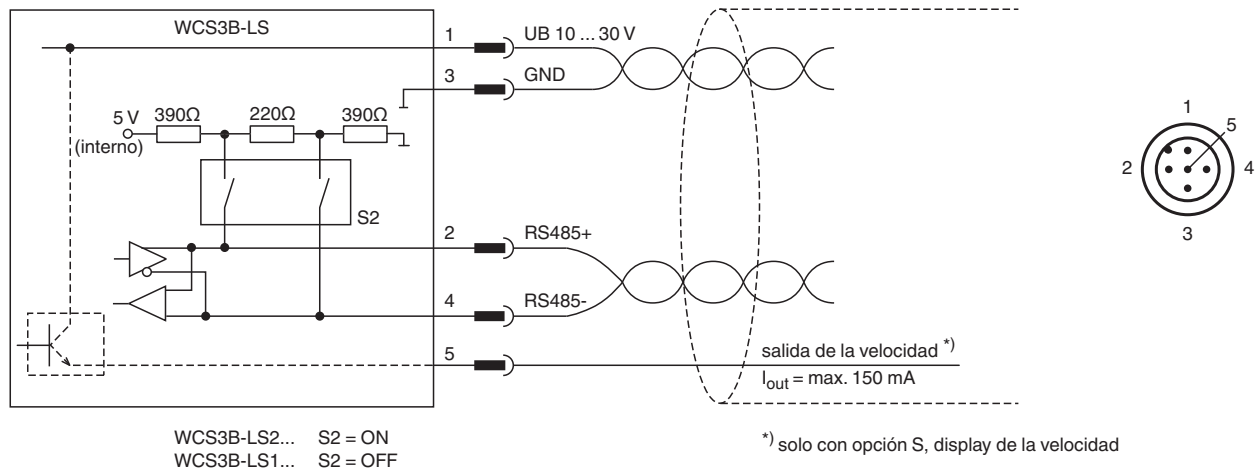 WCS3B-LS
1
UB 10 ... 30 V
3
GND
5 V
(interno)
390Ω
220Ω
390Ω
S2
2
RS485+
4
RS485-
5
salida de la velocidad *)
Iout = max. 150 mA
1
5
2
4
3
WCS3B-LS2... S2 = ON
WCS3B-LS1... S2 = OFF
*) solo con opción S, display de la velocidad